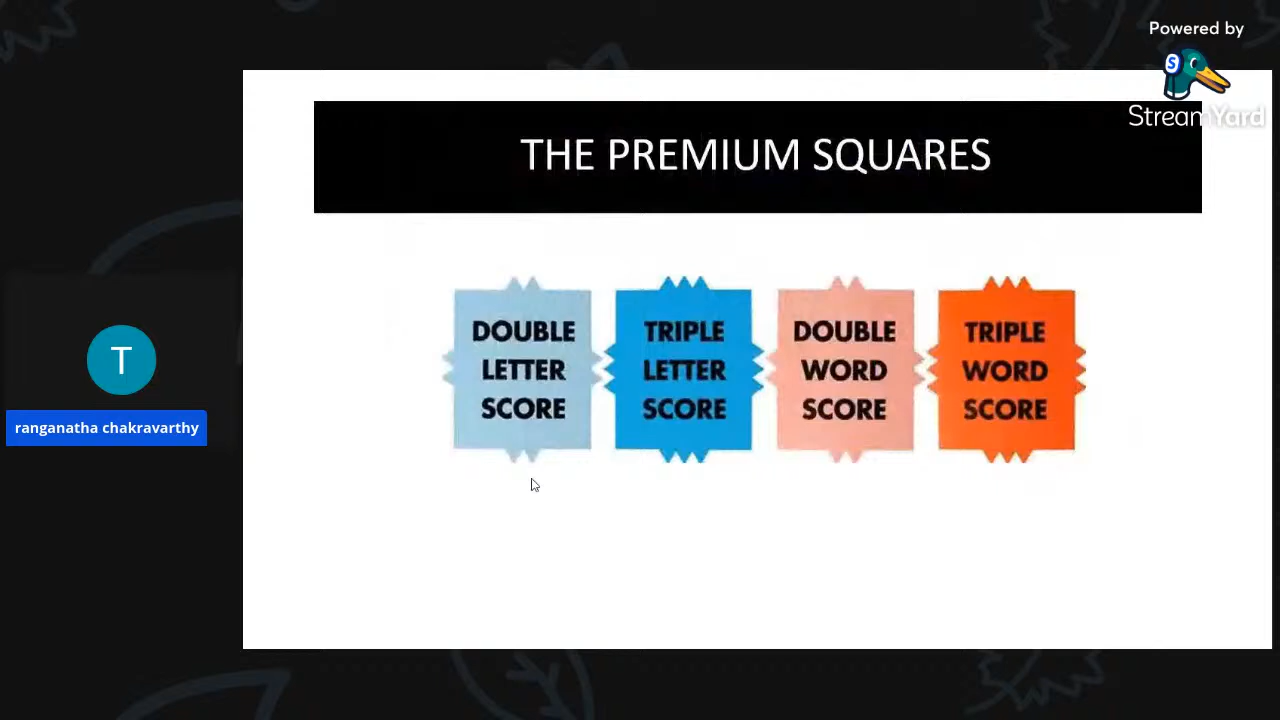 Powered by
StreamYard
THE PREMIUM SQUARES
DOUBLE
LETTER
SCORE
TRIPLE
LETTER
SCORE
DOUBLE
WORD
SCORE
TRIPLE
WORD
SCORE
T
ranganatha chakravarthy